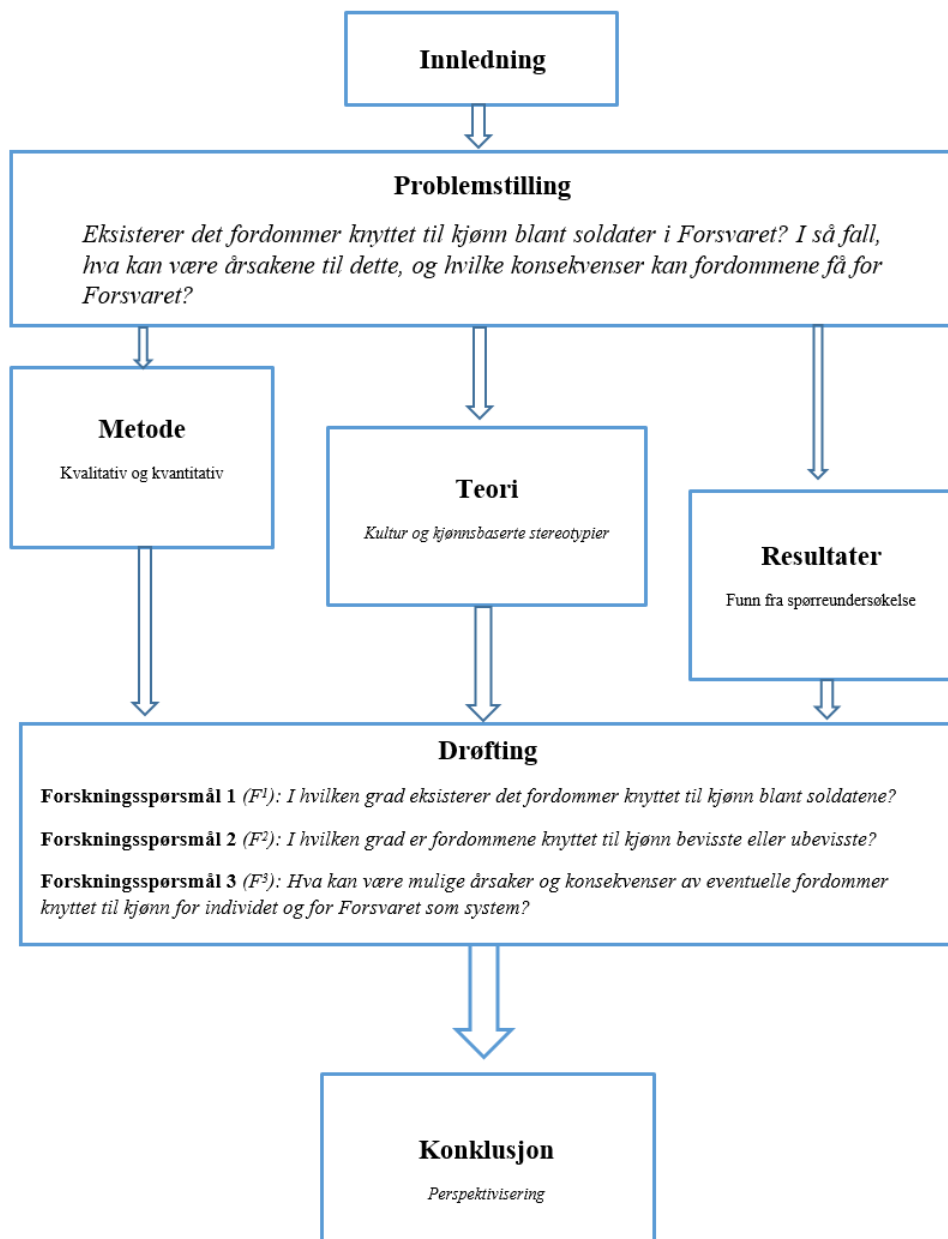 Innledning
Problemstilling
Eksisterer det fordommer knyttet til kjønn blant soldater i Forsvaret? I så fall,
hva kan være årsakene til dette, og hvilke konsekvenser kan fordommene få for
Forsvaret?
Metode
Kvalitativ og kvantitativ
Teori
Kultur og kjønnsbaserte stereotypier
Resultater
Funn fra spørreundersøkelse
Drøfting
Forskningsspørsmål 1 (F¹): I hvilken grad eksisterer det fordommer knyttet til kjønn blant soldatene?
Forskningsspørsmål 2 (F²): I hvilken grad er fordommene knyttet til kjønn bevisste eller ubevisste?
Forskningsspørsmål 3 (F³): Hva kan være mulige årsaker og konsekvenser av eventuelle fordommer
knyttet til kjønn for individet og for Forsvaret som system?
Konklusjon
Perspektivisering